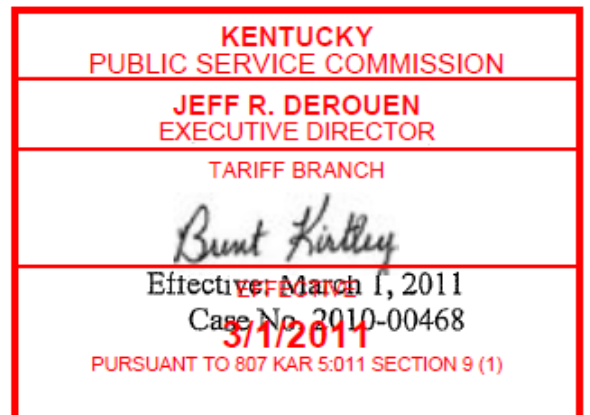 KENTUCKY
PUBLIC SERVICE COMMISSION
JEFF R. DEROUEN
EXECUTIVE DIRECTOR
TARIFF BRANCH
Brent Kirtley
Effective: March 1, 2011
EFFECTIVE
Case No. 2010-00468
3/1/2011
PURSUANT TO 807 KAR 5:011 SECTION 9 (1)